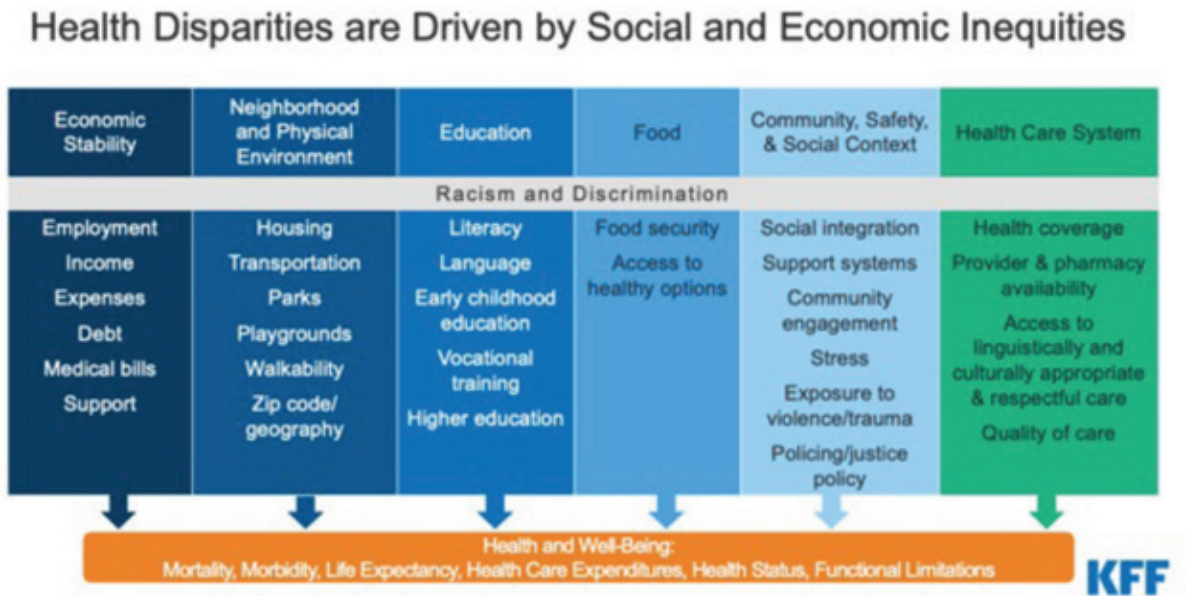 Health Disparities are Driven by Social and Economic Inequities
Economic
Stability
Neighborhood
and Physical
Environment
Education
Food
Community, Safety,
& Social Context
Health Care System
Racism and Discrimination
Employment
Income
Expenses
Debt
Medical bills
Support
Housing
Transportation
Parks
Playgrounds
Walkability
Zip code/
geography
Literacy
Language
Early childhood
education
Vocational
training
Higher education
Food security
Access to
healthy options
Social integration
Support systems
Community
engagement
Stress
Exposure to
violence/trauma
Policing/justice
policy
Health coverage
Provider & pharmacy
availability
Access to
linguistically and
culturally appropriate
& respectful care
Quality of care
Health and Well-Being:
Mortality, Morbidity, Life Expectancy, Health Care Expenditures, Health Status, Functional Limitations
KFF